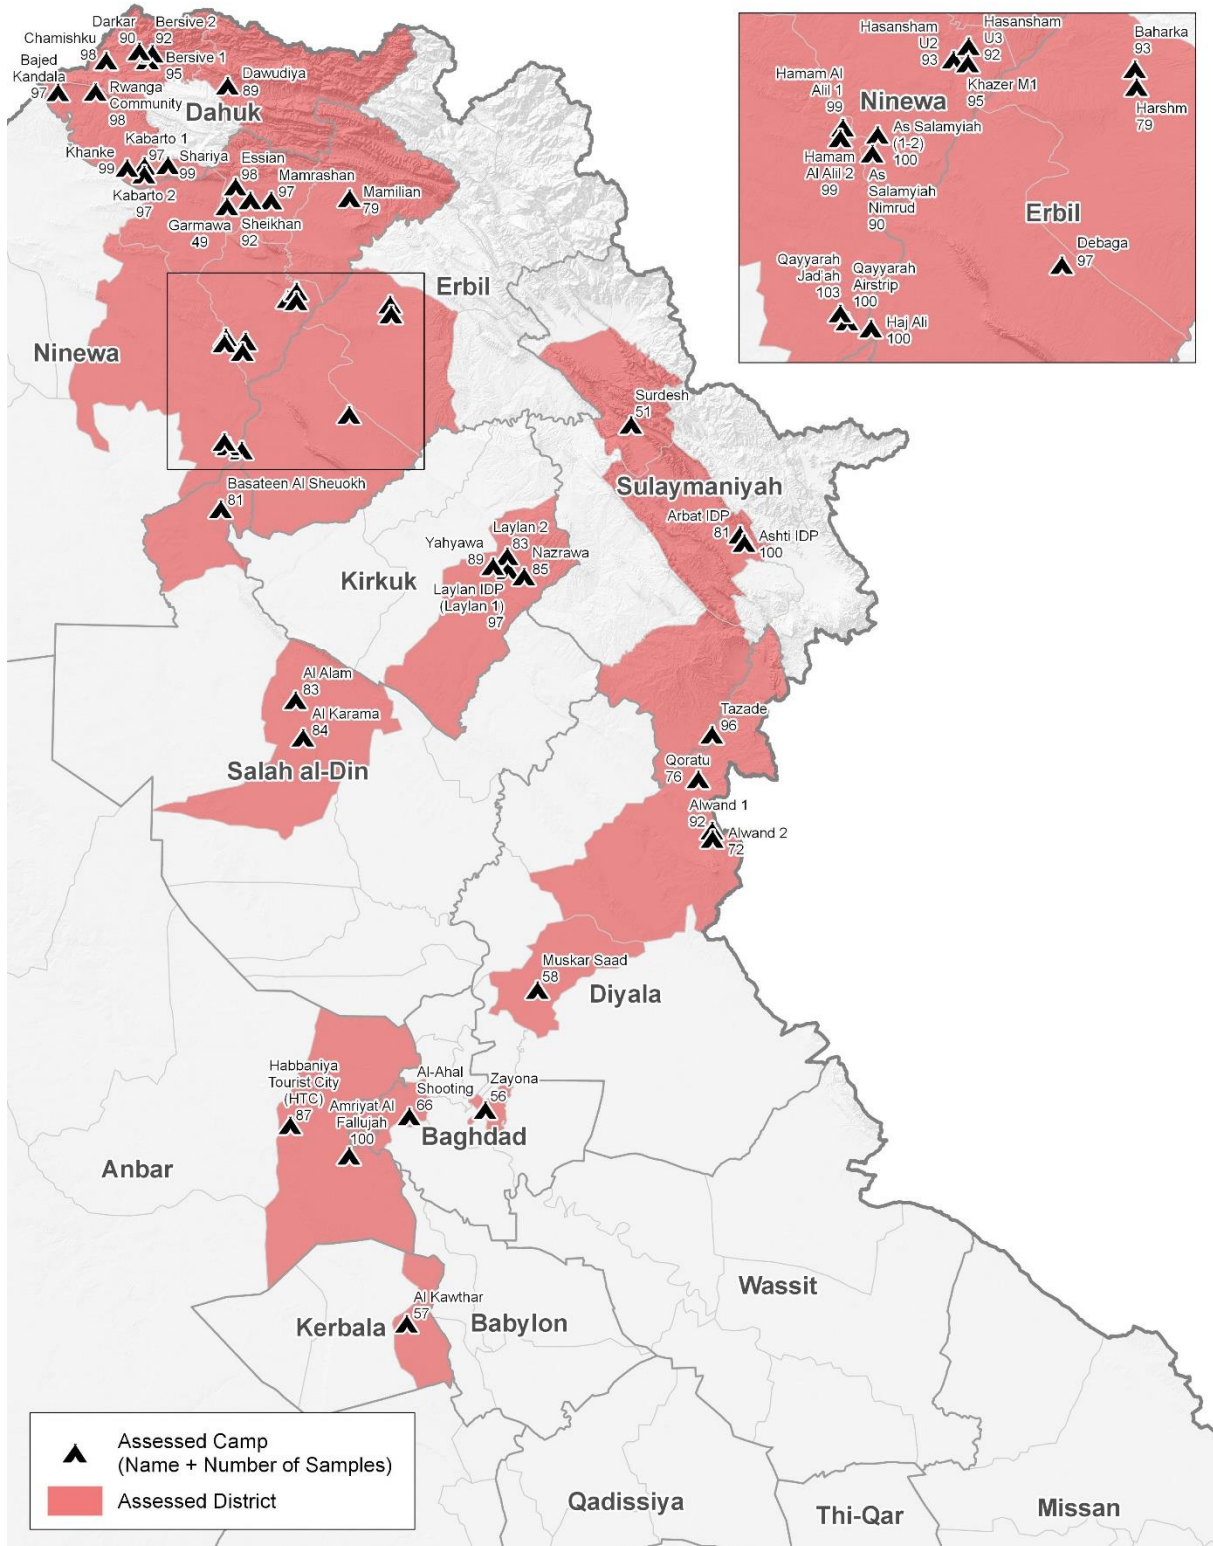 Darkar
90
Bersive 2
92
Chamishku
98
Bersive 1
95
Bajed
Kandala
97
Rwanga
Community
98
Dawudiya
89
Dahuk
Kabarto 1
97
Khanke
99
Shariya
99
Kabarto 2
97
Essian
98
Mamrashan
97
Mamilian
79
Garmawa
49
Sheikhan
92
Erbil
Ninewa
Basateen Al Sheuokh
81
Surdesh
51
Sulaymaniyah
Arbat IDP
81
Ashti IDP
100
Laylan 2
83
Yahyawa
89
Nazrawa
85
Laylan IDP
(Laylan 1)
97
Kirkuk
Al Alam
83
Al Karama
84
Salah al-Din
Tazade
96
Qoratu
76
Alwand 1
92
Alwand 2
72
Muskar Saad
58
Diyala
Habbaniya
Tourist City
(HTC)
87
Amriyat Al
Fallujah
100
Al-Ahal
Shooting
66
Zayona
56
Baghdad
Anbar
Al Kawthar
57
Kerbala
Babylon
Wassit
Qadissiya
Thi-Qar
Missan
Hasansham
U2
93
Hasansham
U3
92
Khazer M1
95
Baharka
93
Harshm
79
Hamam Al
Alil 1
99
Ninewa
As Salamyiah
(1-2)
100
Hamam
Al Alil 2
99
As
Salamyiah
Nimrud
90
Erbil
Debaga
97
Qayyarah
Jad'ah
103
Qayyarah
Airstrip
100
Haj Ali
100
Assessed Camp
(Name + Number of Samples)
Assessed District